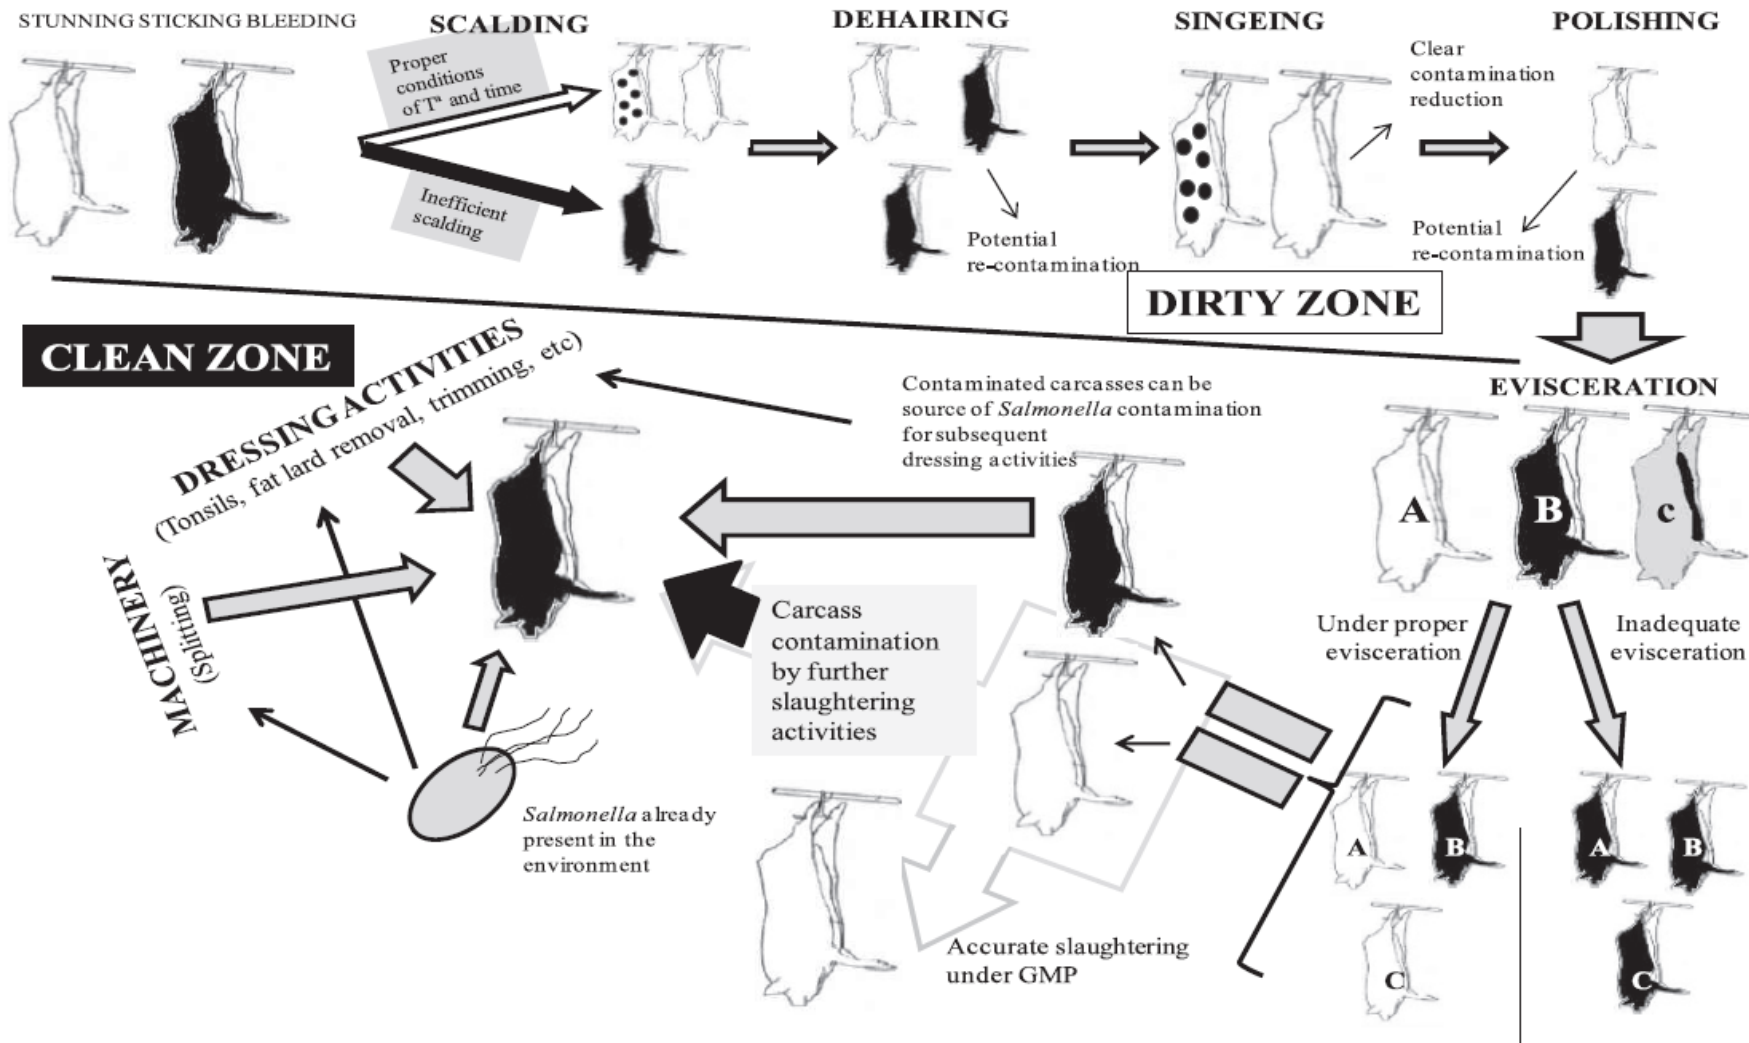 STUNNING STICKING BLEEDING
SCALDING
DEHAIRING
SINGEING
POLISHING
Proper
conditions
of Tª and time
Inefficient
scalding
Potential
re-contamination
Clear
contamination
reduction
Potential
re-contamination
DIRTY ZONE
CLEAN ZONE
DRESSING ACTIVITIES
(Tonsils, fat lard removal, trimming, etc)
Contaminated carcasses can be
source of Salmonella contamination
for subsequent
dressing activities
EVISCERATION
A
B
c
MACHINERY
(Splitting)
Carcass
contamination
by further
slaughtering
activities
Under proper
evisceration
Inadequate
evisceration
Salmonella already
present in the
environment
A
B
A
B
Accurate slaughtering
under GMP
C
C